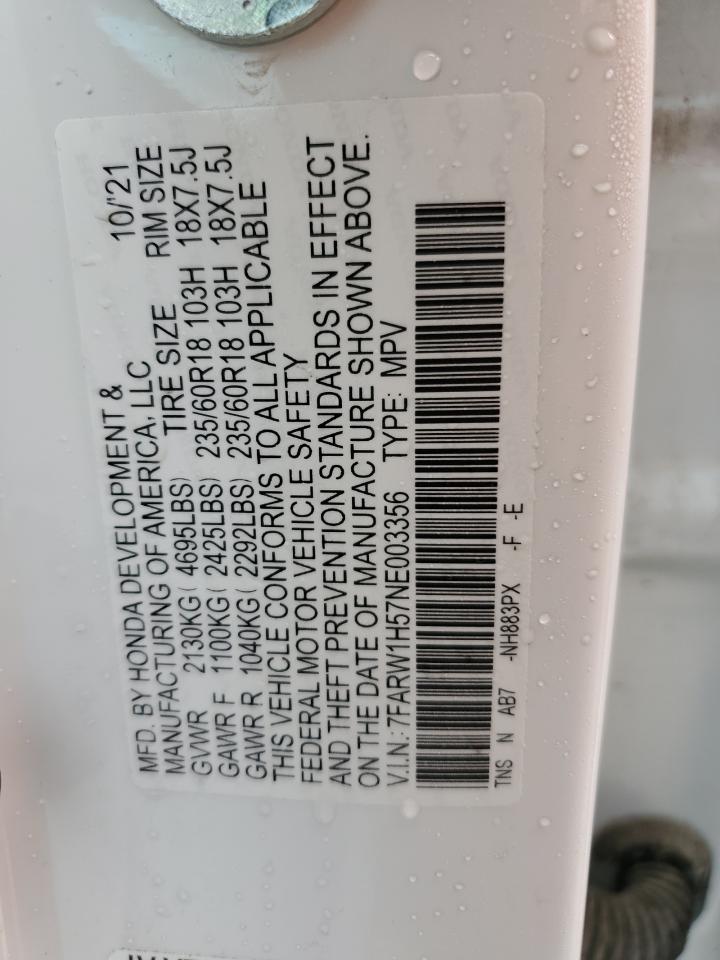 MFD. BY HONDA DEVELOPMENT & 10/'21
MANUFACTURING OF AMERICA, LLC
TIRE SIZE RIM SIZE
GVWR 2130KG( 4695LBS)
GAWR F 1100KG( 2425LBS) 235/60R18 103H 18X7.5J
GAWR R 1040KG( 2292LBS) 235/60R18 103H 18X7.5J
THIS VEHICLE CONFORMS TO ALL APPLICABLE
FEDERAL MOTOR VEHICLE SAFETY
AND THEFT PREVENTION STANDARDS IN EFFECT
ON THE DATE OF MANUFACTURE SHOWN ABOVE.
V.I.N.: 7FARW1H57NE003356 TYPE: MPV
TNS N AB7 -NH883PX -F -E